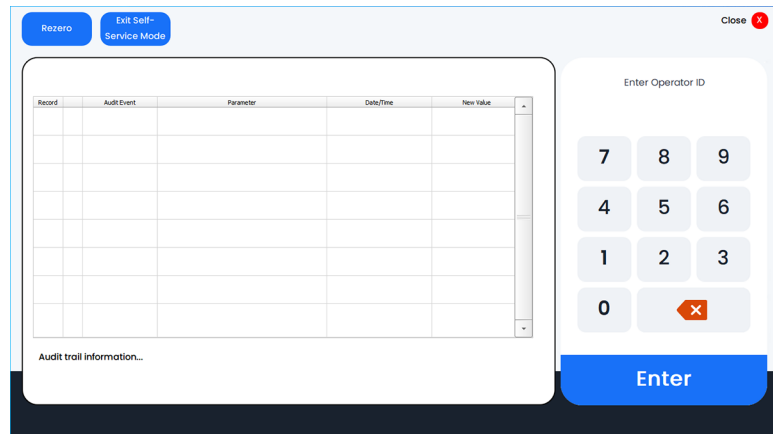 Rezero
Exit Self-
Service Mode
Close X
Enter Operator ID
Record Audit Event Parameter Date/Time New Value
7 8 9
4 5 6
1 2 3
0
Audit trail information...
Enter